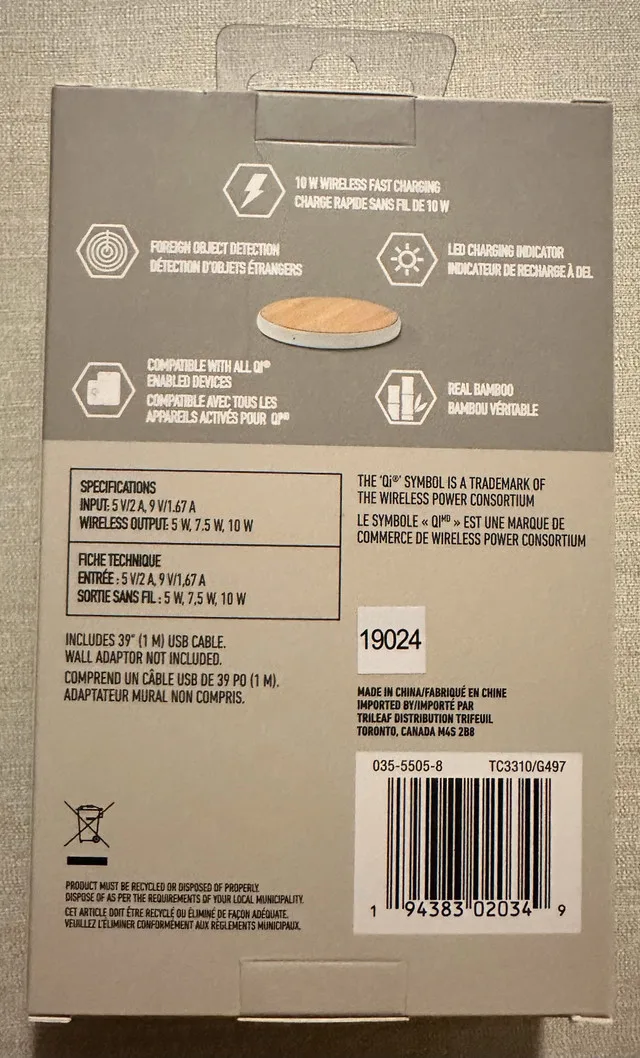 10 W WIRELESS FAST CHARGING
CHARGE RAPIDE SANS FIL DE 10 W
FOREIGN OBJECT DETECTION
DÉTECTION D'OBJETS ÉTRANGERS
LED CHARGING INDICATOR
INDICATEUR DE RECHARGE À DEL
COMPATIBLE WITH ALL QI®
ENABLED DEVICES
COMPATIBLE AVEC TOUS LES
APPAREILS ACTIVÉS POUR QI®
REAL BAMBOO
BAMBOU VÉRITABLE
SPECIFICATIONS
INPUT: 5 V/2 A, 9 V/1.67 A
WIRELESS OUTPUT: 5 W, 7.5 W, 10 W
FICHE TECHNIQUE
ENTRÉE : 5 V/2 A, 9 V/1,67 A
SORTIE SANS FIL : 5 W, 7,5 W, 10 W
INCLUDES 39" (1 M) USB CABLE.
WALL ADAPTOR NOT INCLUDED.
COMPREND UN CÂBLE USB DE 39 PO (1 M).
ADAPTATEUR MURAL NON COMPRIS.
THE 'Qi®' SYMBOL IS A TRADEMARK OF
THE WIRELESS POWER CONSORTIUM
LE SYMBOLE « QIᴹᴰ » EST UNE MARQUE DE
COMMERCE DE WIRELESS POWER CONSORTIUM
19024
MADE IN CHINA/FABRIQUÉ EN CHINE
IMPORTED BY/IMPORTÉ PAR
TRILEAF DISTRIBUTION TRIFEUIL
TORONTO, CANADA M4S 2B8
035-5505-8 TC3310/G497
1 94383 02034 9
PRODUCT MUST BE RECYCLED OR DISPOSED OF PROPERLY.
DISPOSE OF AS PER THE REQUIREMENTS OF YOUR LOCAL MUNICIPALITY.
CET ARTICLE DOIT ÊTRE RECYCLÉ OU ÉLIMINÉ DE FAÇON ADÉQUATE.
VEUILLEZ L'ÉLIMINER CONFORMÉMENT AUX RÈGLEMENTS MUNICIPAUX.